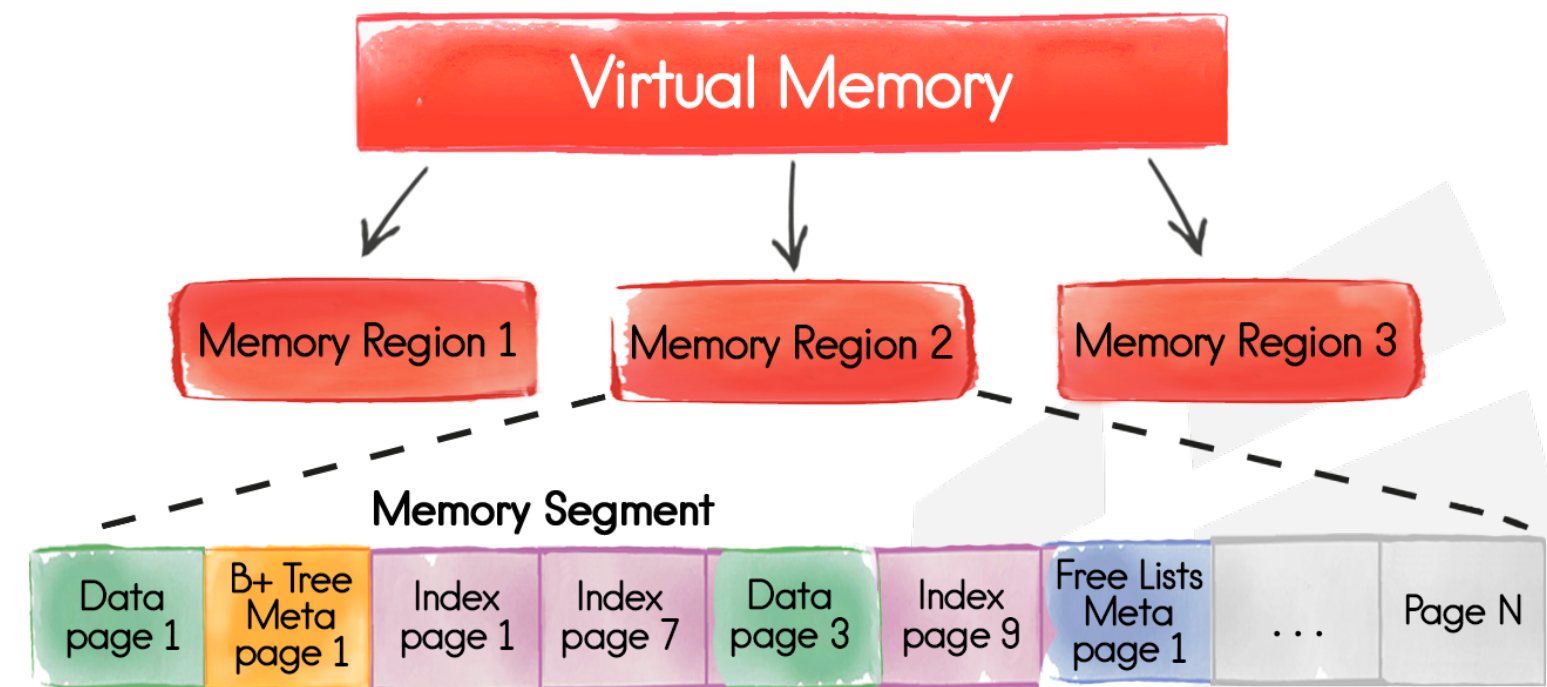 Virtual Memory
Memory Region 1
Memory Region 2
Memory Region 3
Memory Segment
Data
page 1
B+ Tree
Meta
page 1
Index
page 1
Index
page 7
Data
page 3
Index
page 9
Free Lists
Meta
page 1
...
Page N